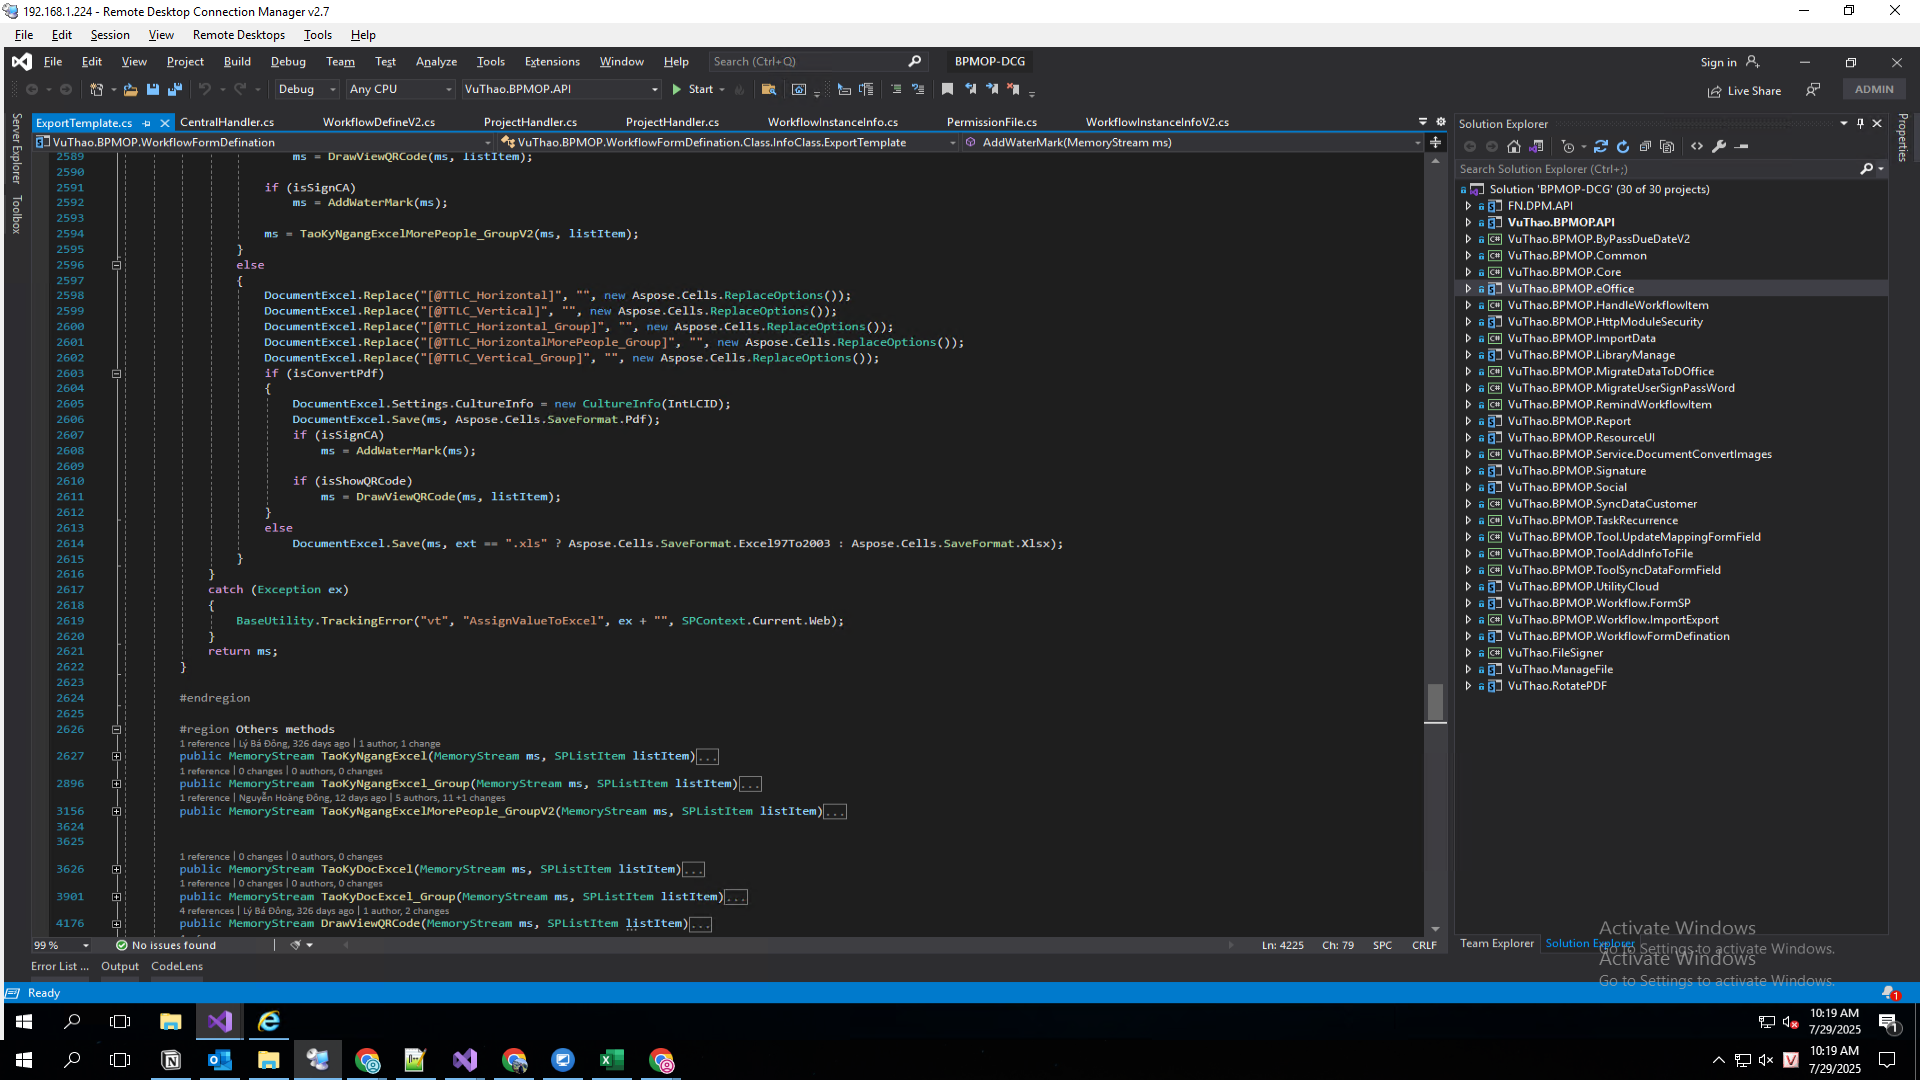 192.168.1.224 - Remote Desktop Connection Manager v2.7
File Edit Session View Remote Desktops Tools Help
File Edit View Project Build Debug Team Test Analyze Tools Extensions Window Help Search (Ctrl+Q) BPMOP-DCG Sign in
Debug Any CPU VuThao.BPMOP.API Start Live Share ADMIN
ExportTemplate.cs CentralHandler.cs WorkflowDefineV2.cs ProjectHandler.cs ProjectHandler.cs WorkflowInstanceInfo.cs PermissionFile.cs WorkflowInstanceInfoV2.cs
VuThao.BPMOP.WorkflowFormDefination VuThao.BPMOP.WorkflowFormDefination.Class.InfoClass.ExportTemplate AddWaterMark(MemoryStream ms)
Server Explorer
Toolbox
2589 ms = DrawViewQRCode(ms, listItem);
2590
2591 if (isSignCA)
2592 ms = AddWaterMark(ms);
2593
2594 ms = TaoKyNgangExcelMorePeople_GroupV2(ms, listItem);
2595 }
2596 else
2597 {
2598 DocumentExcel.Replace("[@TTLC_Horizontal]", "", new Aspose.Cells.ReplaceOptions());
2599 DocumentExcel.Replace("[@TTLC_Vertical]", "", new Aspose.Cells.ReplaceOptions());
2600 DocumentExcel.Replace("[@TTLC_Horizontal_Group]", "", new Aspose.Cells.ReplaceOptions());
2601 DocumentExcel.Replace("[@TTLC_HorizontalMorePeople_Group]", "", new Aspose.Cells.ReplaceOptions());
2602 DocumentExcel.Replace("[@TTLC_Vertical_Group]", "", new Aspose.Cells.ReplaceOptions());
2603 if (isConvertPdf)
2604 {
2605 DocumentExcel.Settings.CultureInfo = new CultureInfo(IntLCID);
2606 DocumentExcel.Save(ms, Aspose.Cells.SaveFormat.Pdf);
2607 if (isSignCA)
2608 ms = AddWaterMark(ms);
2609
2610 if (isShowQRCode)
2611 ms = DrawViewQRCode(ms, listItem);
2612 }
2613 else
2614 DocumentExcel.Save(ms, ext == ".xls" ? Aspose.Cells.SaveFormat.Excel97To2003 : Aspose.Cells.SaveFormat.Xlsx);
2615 }
2616 }
2617 catch (Exception ex)
2618 {
2619 BaseUtility.TrackingError("vt", "AssignValueToExcel", ex + "", SPContext.Current.Web);
2620 }
2621 return ms;
2622 }
2623
2624 #endregion
2625
2626 #region Others methods
1 reference | Lý Bá Đông, 326 days ago | 1 author, 1 change
2627 public MemoryStream TaoKyNgangExcel(MemoryStream ms, SPListItem listItem)...
1 reference | 0 changes | 0 authors, 0 changes
2896 public MemoryStream TaoKyNgangExcel_Group(MemoryStream ms, SPListItem listItem)...
1 reference | Nguyễn Hoàng Đông, 12 days ago | 5 authors, 11 +1 changes
3156 public MemoryStream TaoKyNgangExcelMorePeople_GroupV2(MemoryStream ms, SPListItem listItem)...
3624
3625
1 reference | 0 changes | 0 authors, 0 changes
3626 public MemoryStream TaoKyDocExcel(MemoryStream ms, SPListItem listItem)...
1 reference | 0 changes | 0 authors, 0 changes
3901 public MemoryStream TaoKyDocExcel_Group(MemoryStream ms, SPListItem listItem)...
4 references | Lý Bá Đông, 326 days ago | 1 author, 2 changes
4176 public MemoryStream DrawViewQRCode(MemoryStream ms, SPListItem listItem)...
99 % No issues found Ln: 4225 Ch: 79 SPC CRLF
Error List ... Output CodeLens
Ready
Solution Explorer
Search Solution Explorer (Ctrl+;)
Solution 'BPMOP-DCG' (30 of 30 projects)
FN.DPM.API
VuThao.BPMOP.API
VuThao.BPMOP.ByPassDueDateV2
VuThao.BPMOP.Common
VuThao.BPMOP.Core
VuThao.BPMOP.eOffice
VuThao.BPMOP.HandleWorkflowItem
VuThao.BPMOP.HttpModuleSecurity
VuThao.BPMOP.ImportData
VuThao.BPMOP.LibraryManage
VuThao.BPMOP.MigrateDataToDOffice
VuThao.BPMOP.MigrateUserSignPassWord
VuThao.BPMOP.RemindWorkflowItem
VuThao.BPMOP.Report
VuThao.BPMOP.ResourceUI
VuThao.BPMOP.Service.DocumentConvertImages
VuThao.BPMOP.Signature
VuThao.BPMOP.Social
VuThao.BPMOP.SyncDataCustomer
VuThao.BPMOP.TaskRecurrence
VuThao.BPMOP.Tool.UpdateMappingFormField
VuThao.BPMOP.ToolAddInfoToFile
VuThao.BPMOP.ToolSyncDataFormField
VuThao.BPMOP.UtilityCloud
VuThao.BPMOP.Workflow.FormSP
VuThao.BPMOP.Workflow.ImportExport
VuThao.BPMOP.WorkflowFormDefination
VuThao.FileSigner
VuThao.ManageFile
VuThao.RotatePDF
Team Explorer Solution Explorer
Properties
Activate Windows
Go to Settings to activate Windows.
Activate Windows
Go to Settings to activate Windows.
1
10:19 AM
7/29/2025
1
10:19 AM
7/29/2025